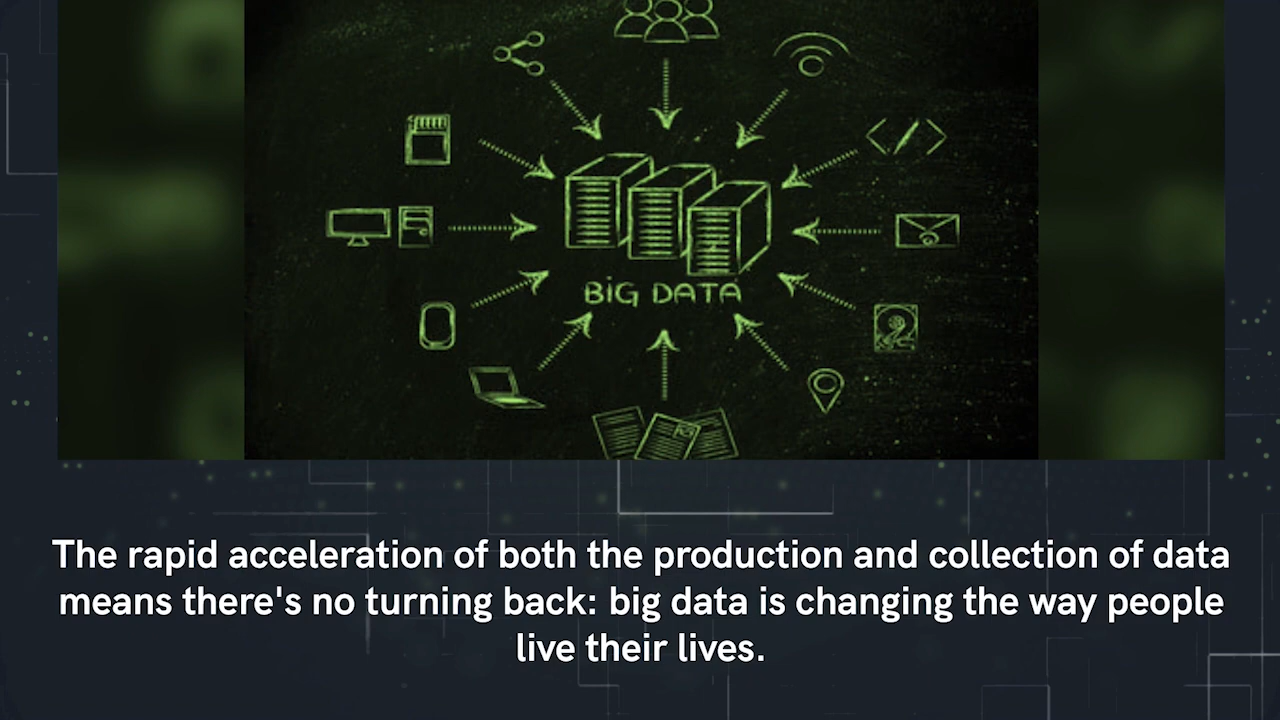 BiG DATA
The rapid acceleration of both the production and collection of data
means there's no turning back: big data is changing the way people
live their lives.